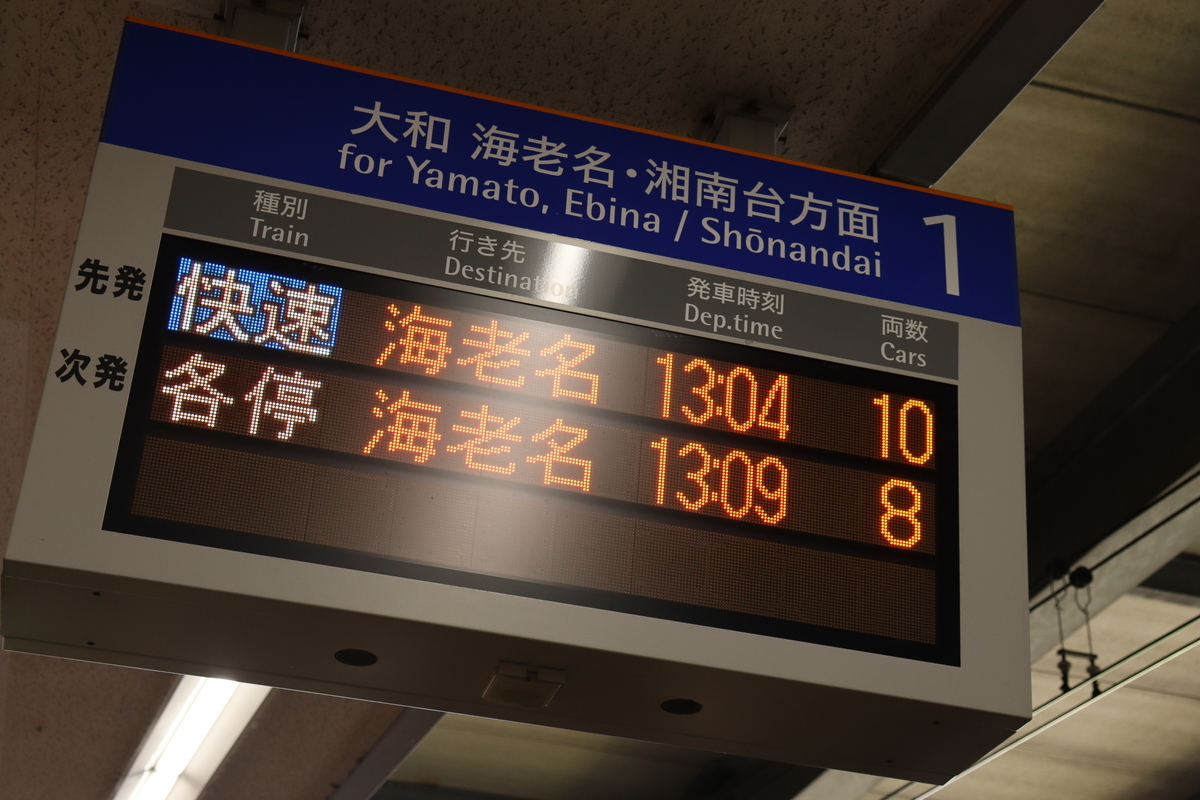 大和 海老名・湘南台方面
for Yamato, Ebina / Shōnandai
1
種別 行き先 発車時刻 両数
Train Destination Dep.time Cars
先発 快速 海老名 13:04 10
次発 各停 海老名 13:09 8